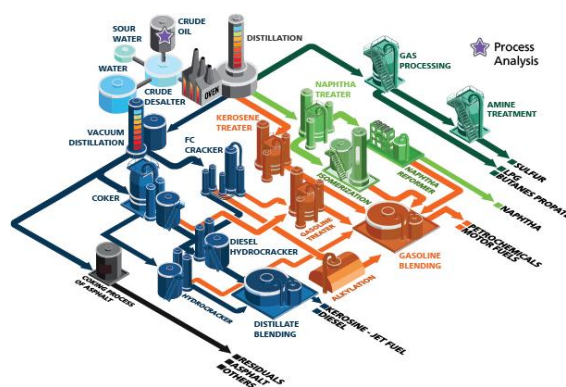 CRUDE
OIL
SOUR
WATER
DISTILLATION
Process
Analysis
WATER
CRUDE
DESALTER
OVEN
GAS
PROCESSING
NAPHTHA
TREATER
AMINE
TREATMENT
VACUUM
DISTILLATION
KEROSENE
TREATER
FC
CRACKER
ISOMERIZATION
NAPHTHA
REFORMER
SULFUR
LPG
BUTANES PROPATE
NAPHTHA
COKER
GASOLINE
TREATER
PETROCHEMICALS
MOTOR FUELS
DIESEL
HYDROCRACKER
GASOLINE
BLENDING
ALKYLATION
HYDROCRACKER
COKING PROCESS
OF ASPHALT
DISTILLATE
BLENDING
KEROSINE - JET FUEL
DIESEL
RESIDUALS
ASPHALT
OTHERS